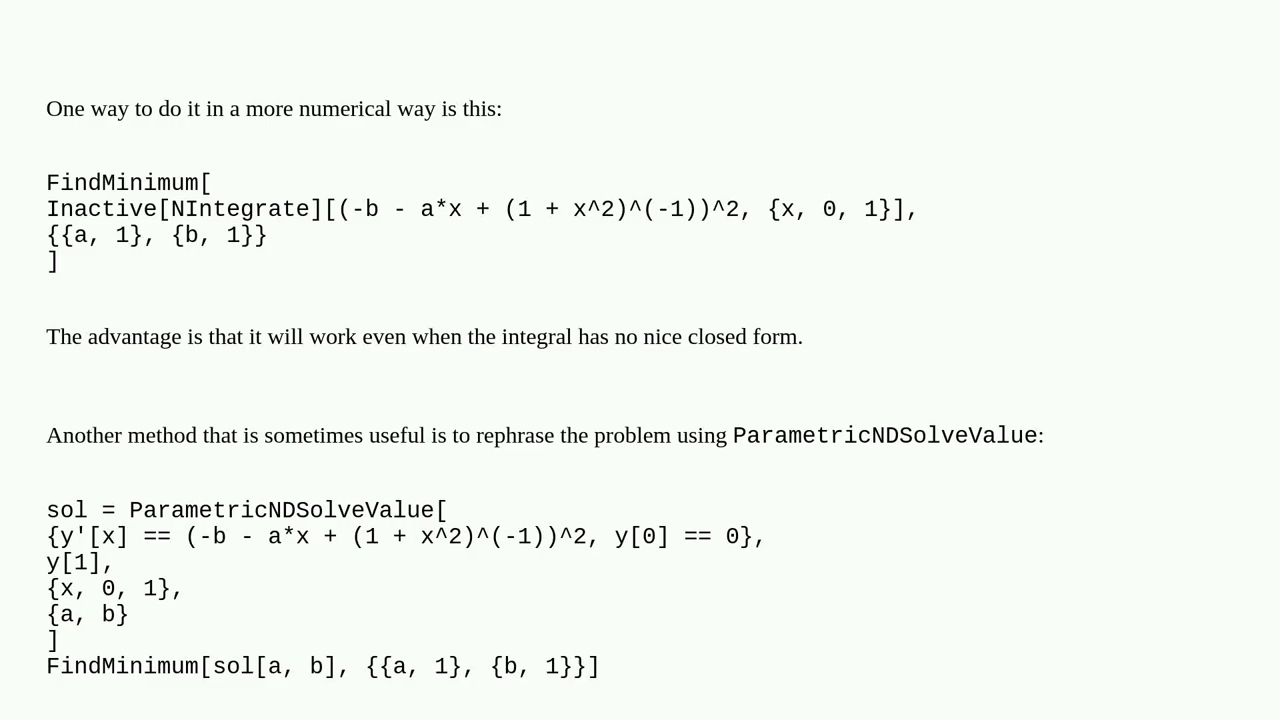 One way to do it in a more numerical way is this:
FindMinimum[
Inactive[NIntegrate][(-b - a*x + (1 + x^2)^(-1))^2, {x, 0, 1}],
{{a, 1}, {b, 1}}
]
The advantage is that it will work even when the integral has no nice closed form.
Another method that is sometimes useful is to rephrase the problem using ParametricNDSolveValue:
sol = ParametricNDSolveValue[
{y'[x] == (-b - a*x + (1 + x^2)^(-1))^2, y[0] == 0},
y[1],
{x, 0, 1},
{a, b}
]
FindMinimum[sol[a, b], {{a, 1}, {b, 1}}]